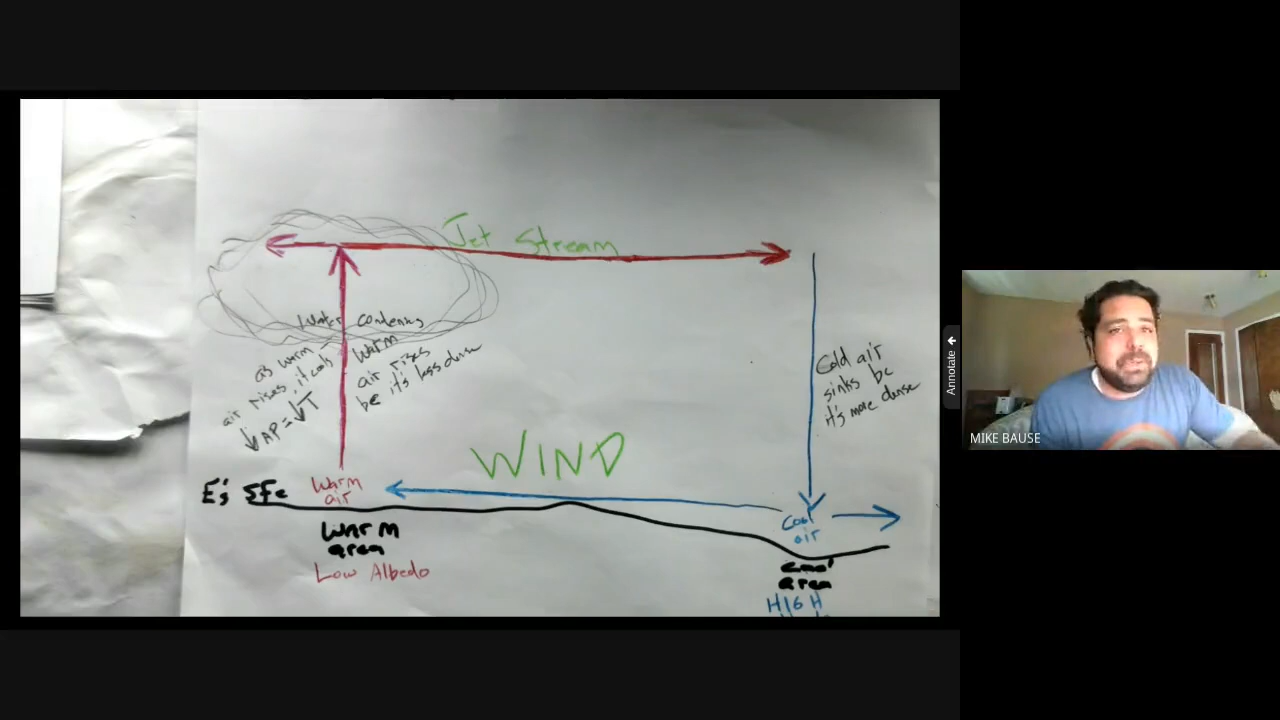 Jet Stream
Water condenses
as warm
air rises, it cools
↓AP = ↓T
Warm
air rises
bc it's less dense
Cold air
sinks bc
it's more dense
WIND
E's Sfc
Warm
air
Cool
air
Warm
area
Low Albedo
area
HIGH
Annotate
MIKE BAUSE